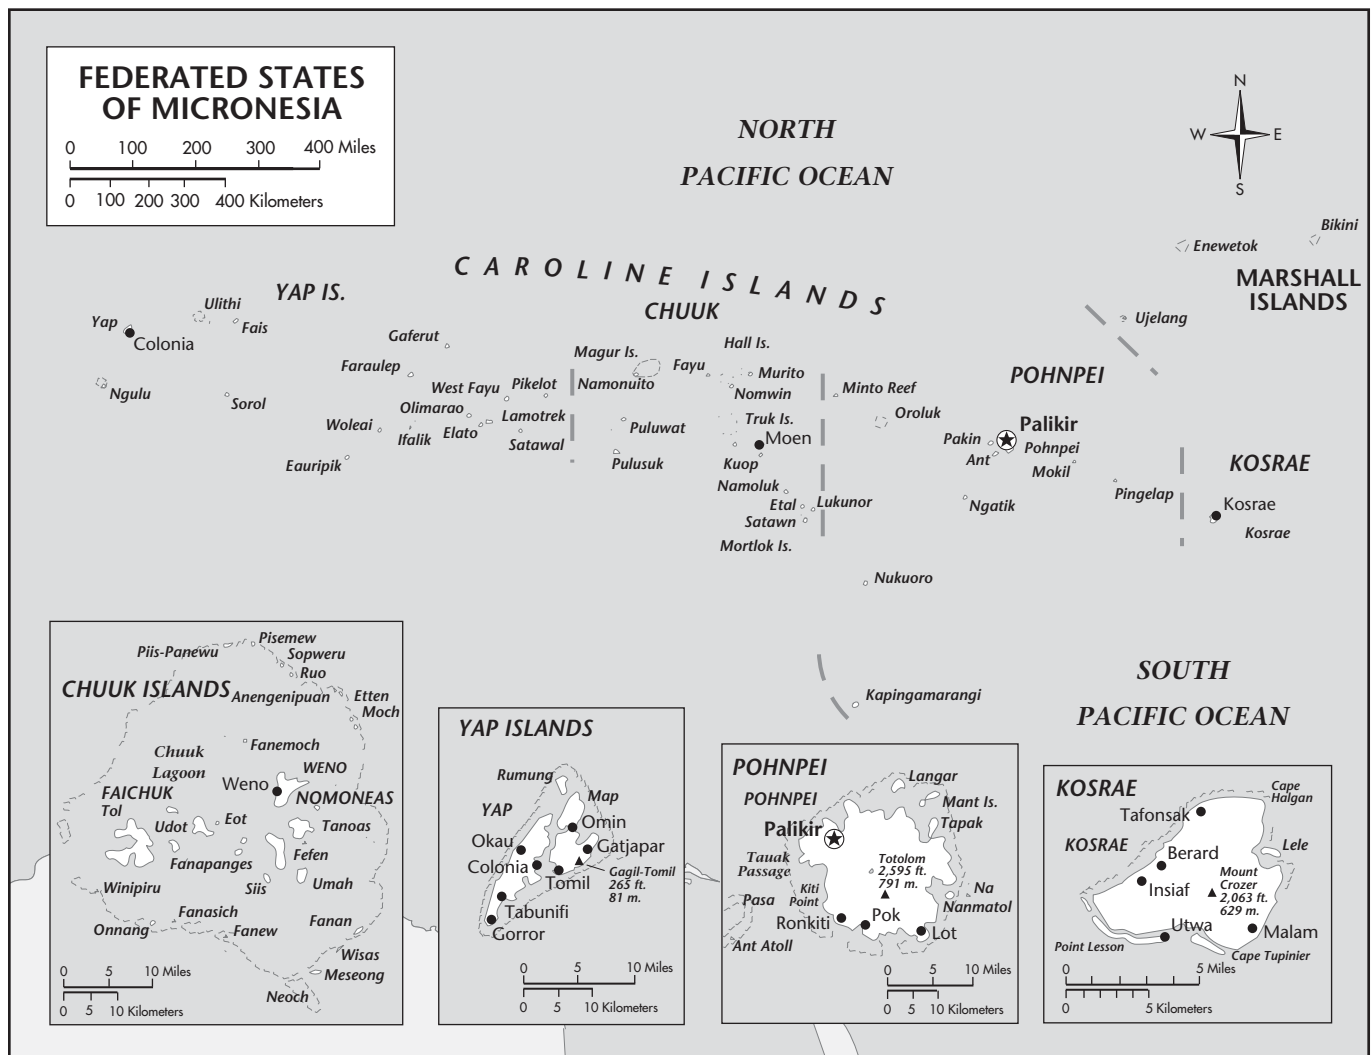 FEDERATED STATES
OF MICRONESIA
0 100 200 300 400 Miles
0 100 200 300 400 Kilometers
NORTH
PACIFIC OCEAN
N
W E
S
Bikini
Enewetok
MARSHALL
ISLANDS
Ujelang
CAROLINE ISLANDS
YAP IS.
Ulithi
Yap
Fais
Colonia
Ngulu
Sorol
Gaferut
Faraulep
West Fayu
Pikelot
Olimarao
Lamotrek
Woleai
Ifalik
Elato
Satawal
Eauripik
CHUUK
Hall Is.
Magur Is.
Fayu
Murito
Namonuito
Nomwin
Truk Is.
Puluwat
Moen
Pulusuk
Kuop
Namoluk
Etal
Lukunor
Satawn
Mortlok Is.
POHNPEI
Minto Reef
Oroluk
Palikir
Pakin
Pohnpei
Ant
Mokil
Ngatik
Pingelap
Nukuoro
Kapingamarangi
KOSRAE
Kosrae
Kosrae
SOUTH
PACIFIC OCEAN
CHUUK ISLANDS
Pisemew
Piis-Panewu
Sopweru
Ruo
Anengenipuan
Etten
Moch
Fanemoch
Chuuk
Lagoon
WENO
Weno
FAICHUK
NOMONEAS
Tol
Udot
Eot
Tanoas
Fanapanges
Fefen
Winipiru
Siis
Umah
Fanasich
Onnang
Fanew
Fanan
Wisas
Meseong
Neoch
0 5 10 Miles
0 5 10 Kilometers
YAP ISLANDS
Rumung
YAP
Map
Omin
Okau
Gatjapar
Colonia
Tomil
Gagil-Tomil
265 ft.
81 m.
Tabunifi
Gorror
0 5 10 Miles
0 5 10 Kilometers
POHNPEI
Langar
POHNPEI
Mant Is.
Palikir
Tapak
Tauak
Passage
Totolom
2,595 ft.
791 m.
Kiti
Point
Na
Nanmatol
Pasa
Ronkiti
Pok
Lot
Ant Atoll
0 5 10 Miles
0 5 10 Kilometers
KOSRAE
Cape
Halgan
Tafonsak
KOSRAE
Lele
Berard
Mount
Crozer
2,063 ft.
629 m.
Insiaf
Utwa
Malam
Point Lesson
Cape Tupinier
0 5 Miles
0 5 Kilometers